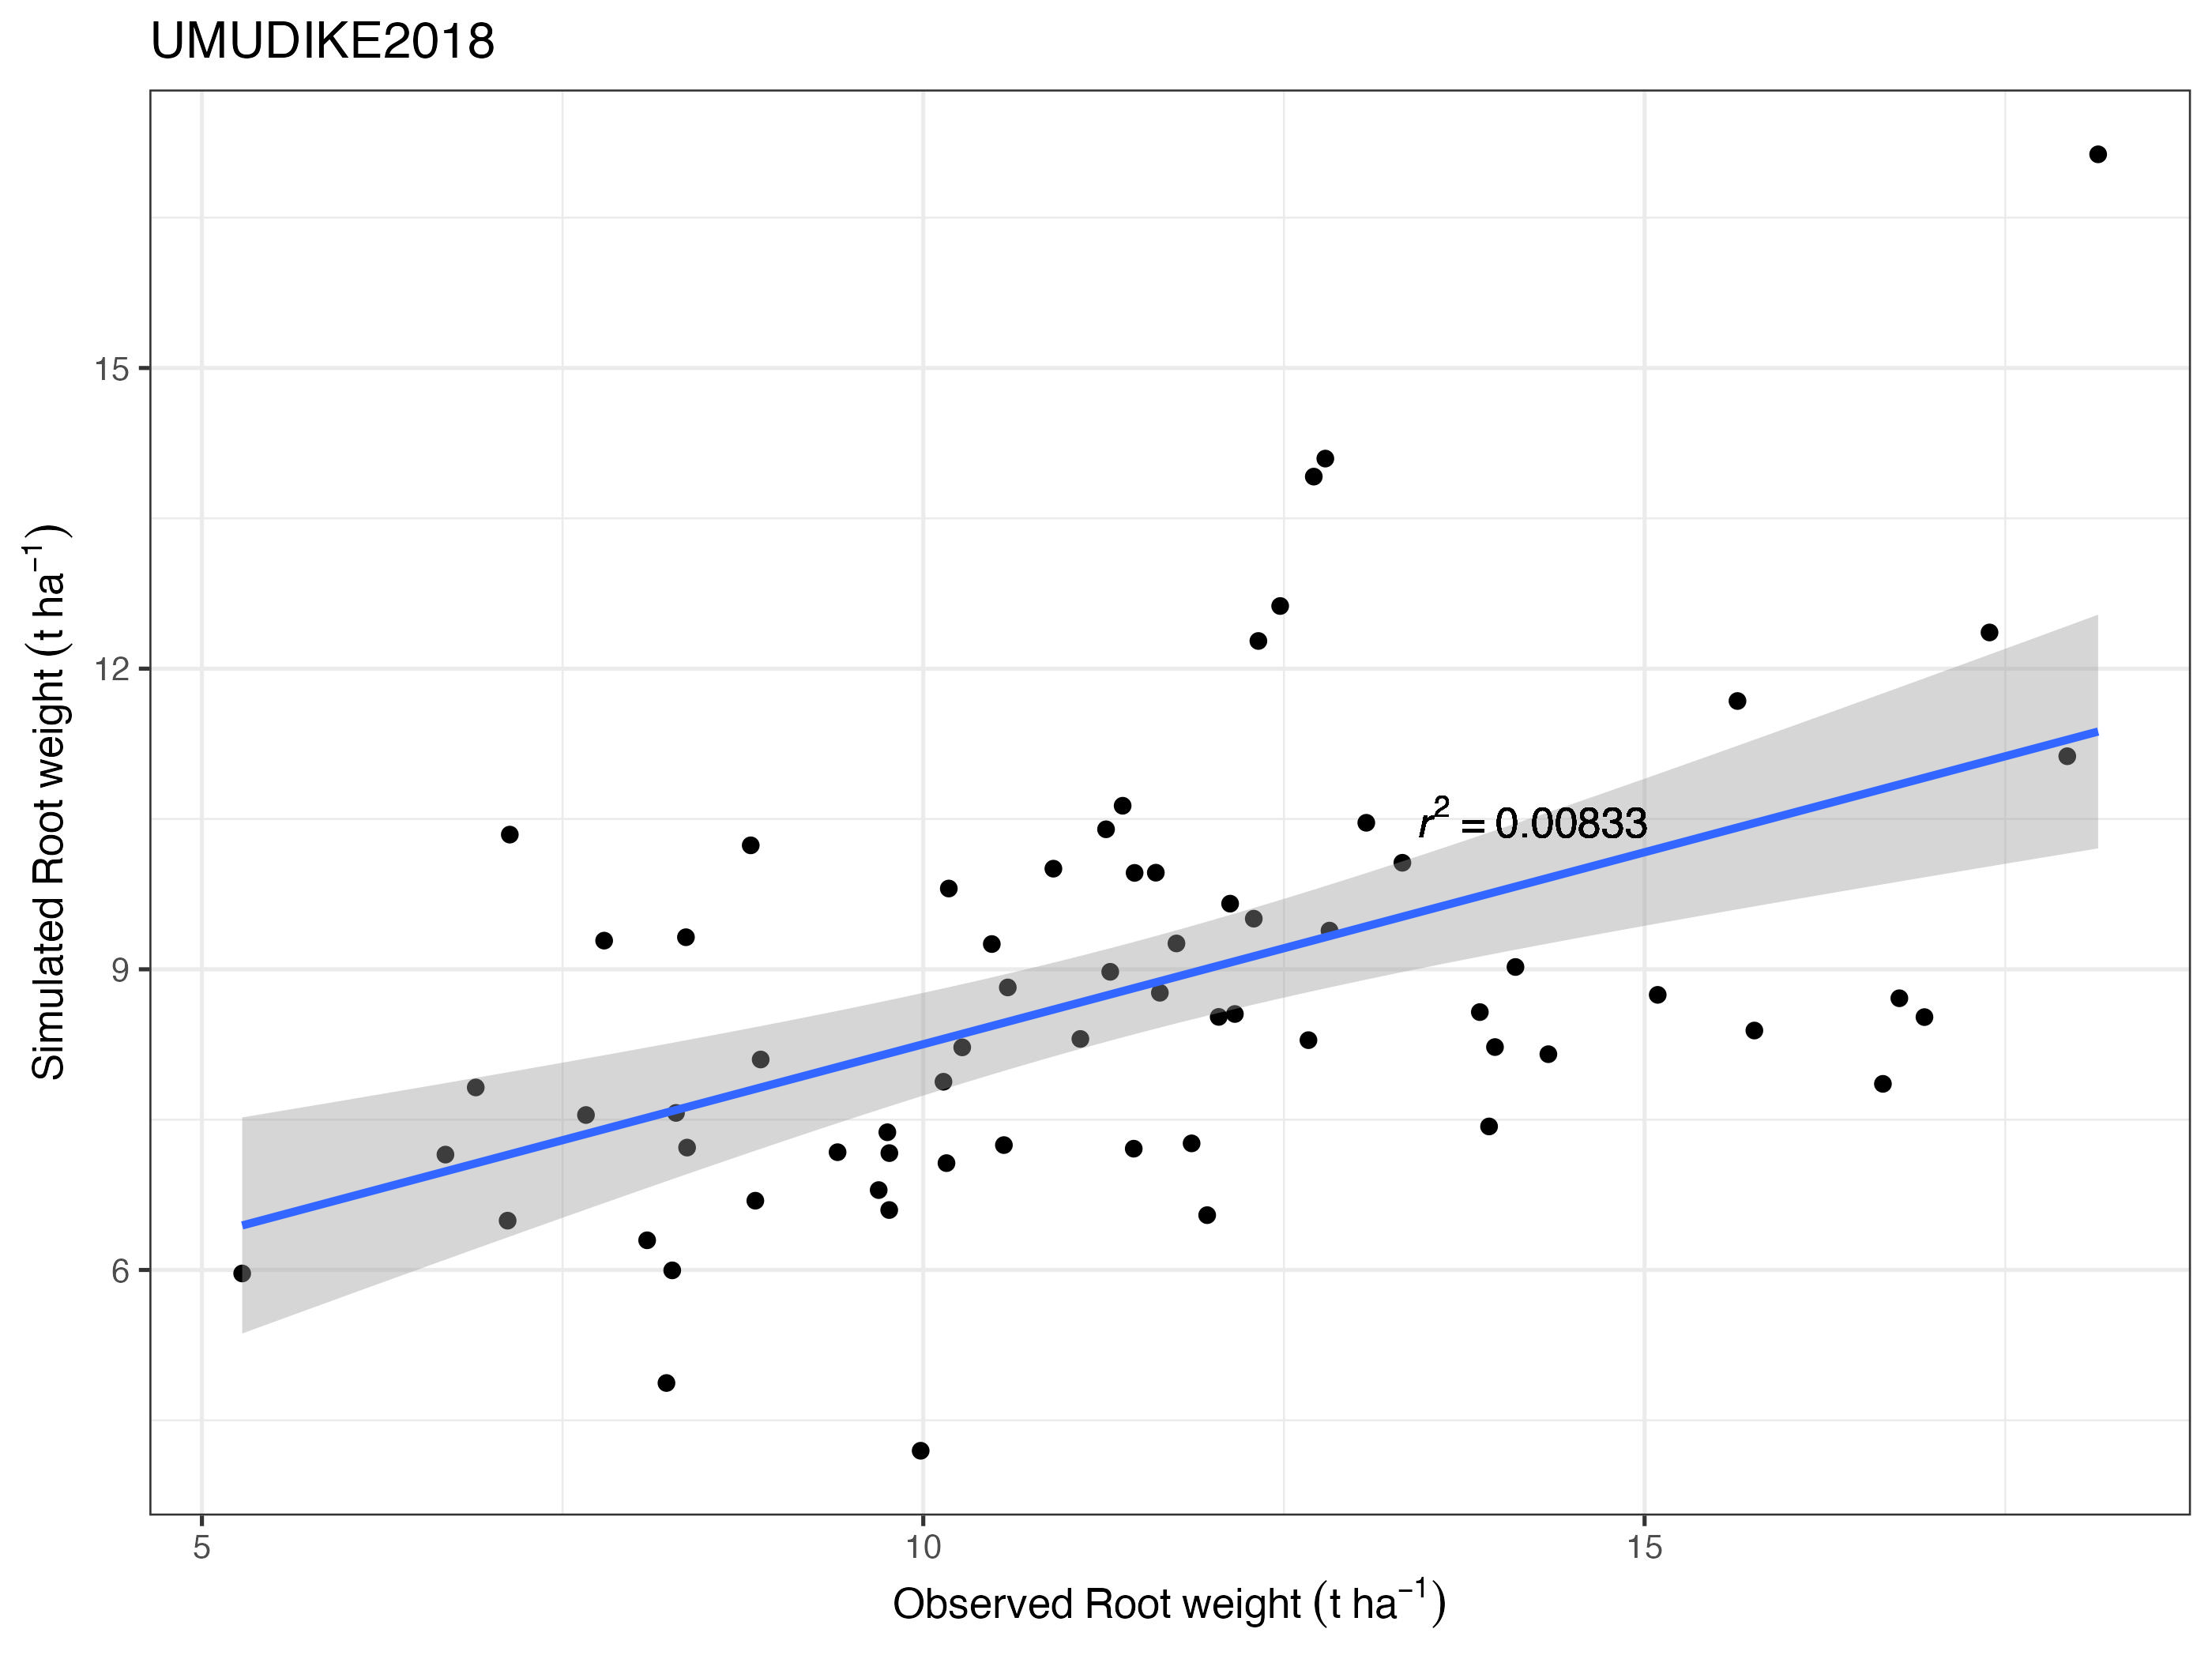 UMUDIKE2018
Simulated Root weight (t ha⁻¹)
15
12
9
6
r² = 0.00833
5
10
15
Observed Root weight (t ha⁻¹)